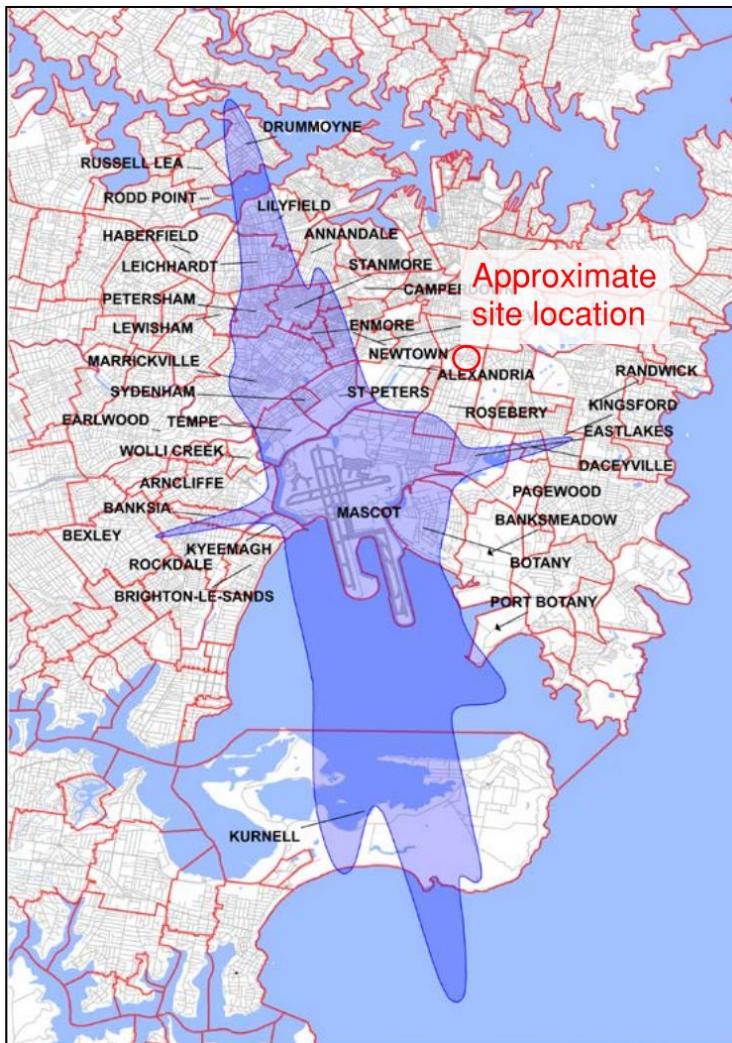 DRUMMOYNE
RUSSELL LEA
RODD POINT
LILYFIELD
HABERFIELD
ANNANDALE
LEICHHARDT
STANMORE
Approximate
site location
PETERSHAM
LEWISHAM
ENMORE
NEWTOWN
MARRICKVILLE
ALEXANDRIA
RANDWICK
SYDENHAM
ST PETERS
KINGSFORD
EARLWOOD
TEMPE
ROSEBERY
EASTLAKES
WOLLI CREEK
DACEYVILLE
ARNCLIFFE
PAGEWOOD
BANKSIA
MASCOT
BANKSMEADOW
BEXLEY
KYEEMAGH
ROCKDALE
BOTANY
BRIGHTON-LE-SANDS
PORT BOTANY
KURNELL